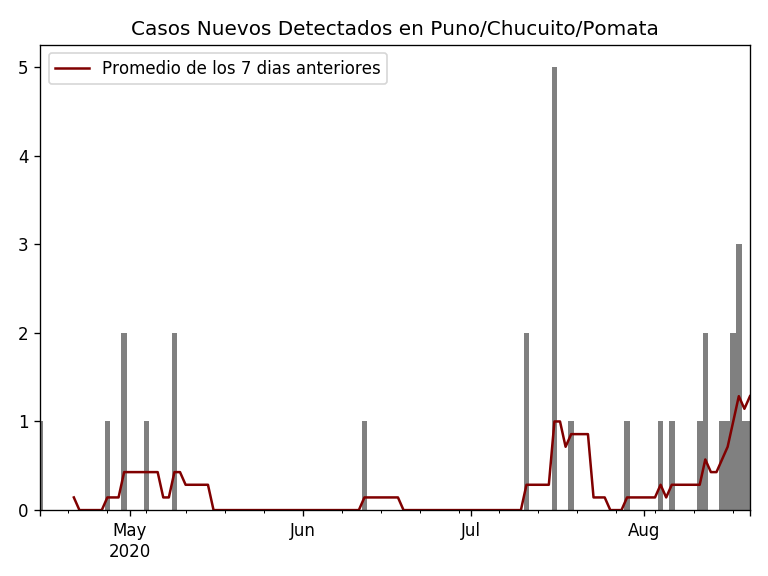 Casos Nuevos Detectados en Puno/Chucuito/Pomata
Promedio de los 7 dias anteriores
5
4
3
2
1
0
May Jun Jul Aug
2020